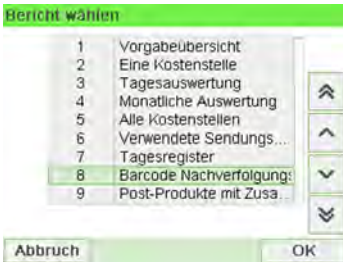 Bericht wählen
1 Vorgabeübersicht
2 Eine Kostenstelle
3 Tagesauswertung
4 Monatliche Auswertung
5 Alle Kostenstellen
6 Verwendete Sendungs...
7 Tagesregister
8 Barcode Nachverfolgung
9 Post-Produkte mit Zusa...
Abbruch OK